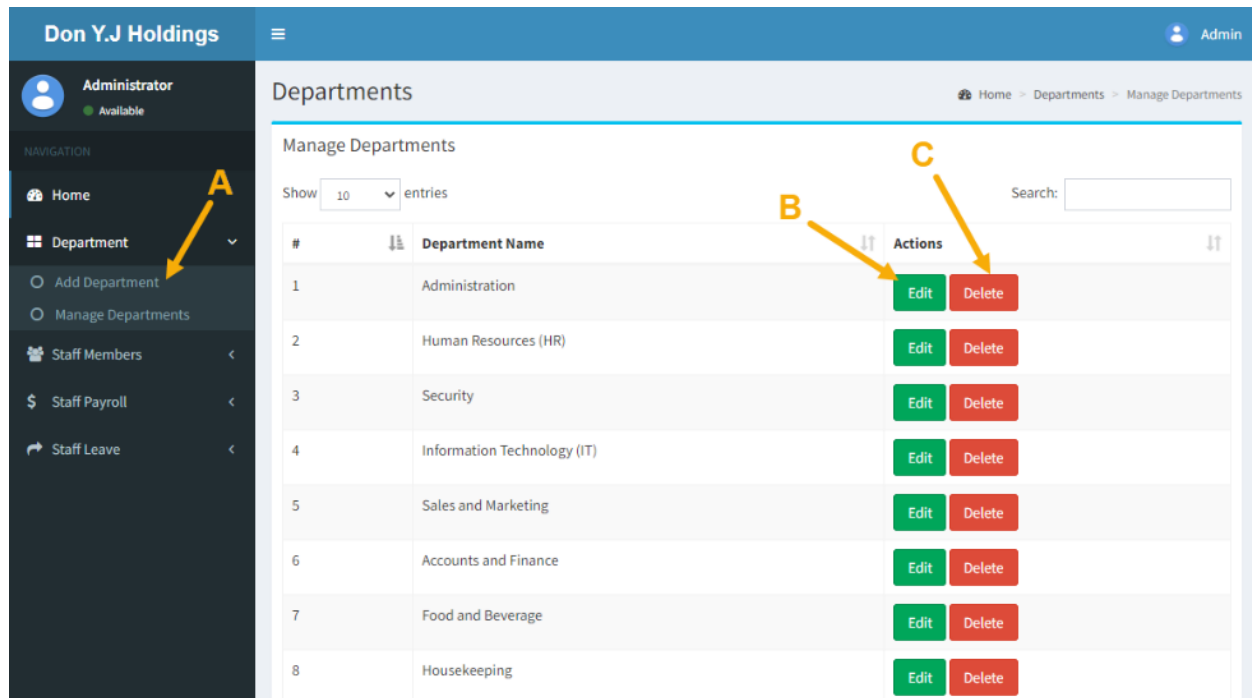 Don Y.J Holdings
Admin
Administrator
Available
NAVIGATION
Home
Department
Add Department
Manage Departments
Staff Members
Staff Payroll
Staff Leave
A
Departments
Home > Departments > Manage Departments
Manage Departments
Show 10 entries
Search:
B
C
# Department Name Actions
1 Administration Edit Delete
2 Human Resources (HR) Edit Delete
3 Security Edit Delete
4 Information Technology (IT) Edit Delete
5 Sales and Marketing Edit Delete
6 Accounts and Finance Edit Delete
7 Food and Beverage Edit Delete
8 Housekeeping Edit Delete